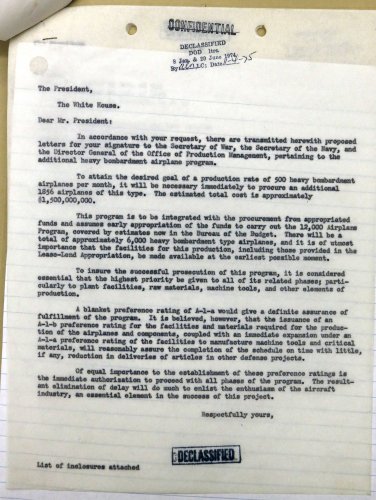 CONFIDENTIAL
DECLASSIFIED
DOD ltrs.
8 Jan. & 20 June 1974
By: Date:
The President,
The White House.
Dear Mr. President:
In accordance with your request, there are transmitted herewith proposed
letters for your signature to the Secretary of War, the Secretary of the Navy, and
the Director General of the Office of Production Management, pertaining to the
additional heavy bombardment airplane program.
To attain the desired goal of a production rate of 500 heavy bombardment
airplanes per month, it will be necessary immediately to procure an additional
1856 airplanes of this type. The estimated total cost is approximately
$1,500,000,000.
This program is to be integrated with the procurement from appropriated
funds and assumes early appropriation of the funds to carry out the 12,000 Airplane
Program, covered by estimates now in the Bureau of the Budget. There will be a
total of approximately 6,000 heavy bombardment type airplanes, and it is of utmost
importance that the facilities for this production, including those provided in the
Lease-Lend Appropriation, be made available at the earliest possible moment.
To insure the successful prosecution of this program, it is considered
essential that the highest priority be given to all of its related phases; parti-
cularly to plant facilities, raw materials, machine tools, and other elements of
production.
A blanket preference rating of A-1-a would give a definite assurance of
fulfillment of the program. It is believed, however, that the issuance of an
A-1-b preference rating for the facilities and materials required for the produc-
tion of the airplanes and components, coupled with an immediate expansion under an
A-1-a preference rating of the facilities to manufacture machine tools and critical
materials, will reasonably assure the completion of the schedule on time with little,
if any, reduction in deliveries of articles in other defense projects.
Of equal importance to the establishment of these preference ratings is
the immediate authorization to proceed with all phases of the program. The result-
ant elimination of delay will do much to enlist the enthusiasm of the aircraft
industry, an essential element in the success of this project.
Respectfully yours,
DECLASSIFIED
List of inclosures attached